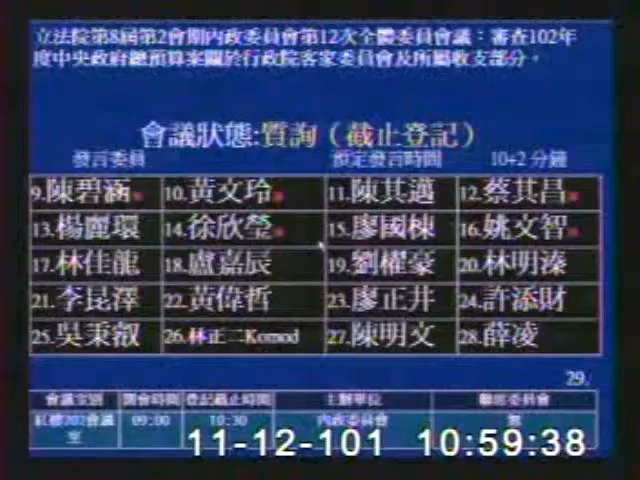 立法院第8屆第2會期內政委員會第12次全體委員會議：審查102年
度中央政府總預算案關於行政院客家委員會及所屬收支部分。
會議狀態:質詢（截止登記）
發言委員 預定發言時間 10+2 分鐘
9.陳碧涵 10.黃文玲 11.陳其邁 12.蔡其昌
13.楊麗環 14.徐欣瑩 15.廖國棟 16.姚文智
17.林佳龍 18.盧嘉辰 19.劉櫂豪 20.林明溱
21.李昆澤 22.黃偉哲 23.廖正井 24.許添財
25.吳秉叡 26.林正二Komod 27.陳明文 28.薛凌
29.
會議室別 開會時間 登記截止時間 主辦單位 聯席委員會
紅樓202會議 09:00 10:30 內政委員會 無
室
11-12-101 10:59:38